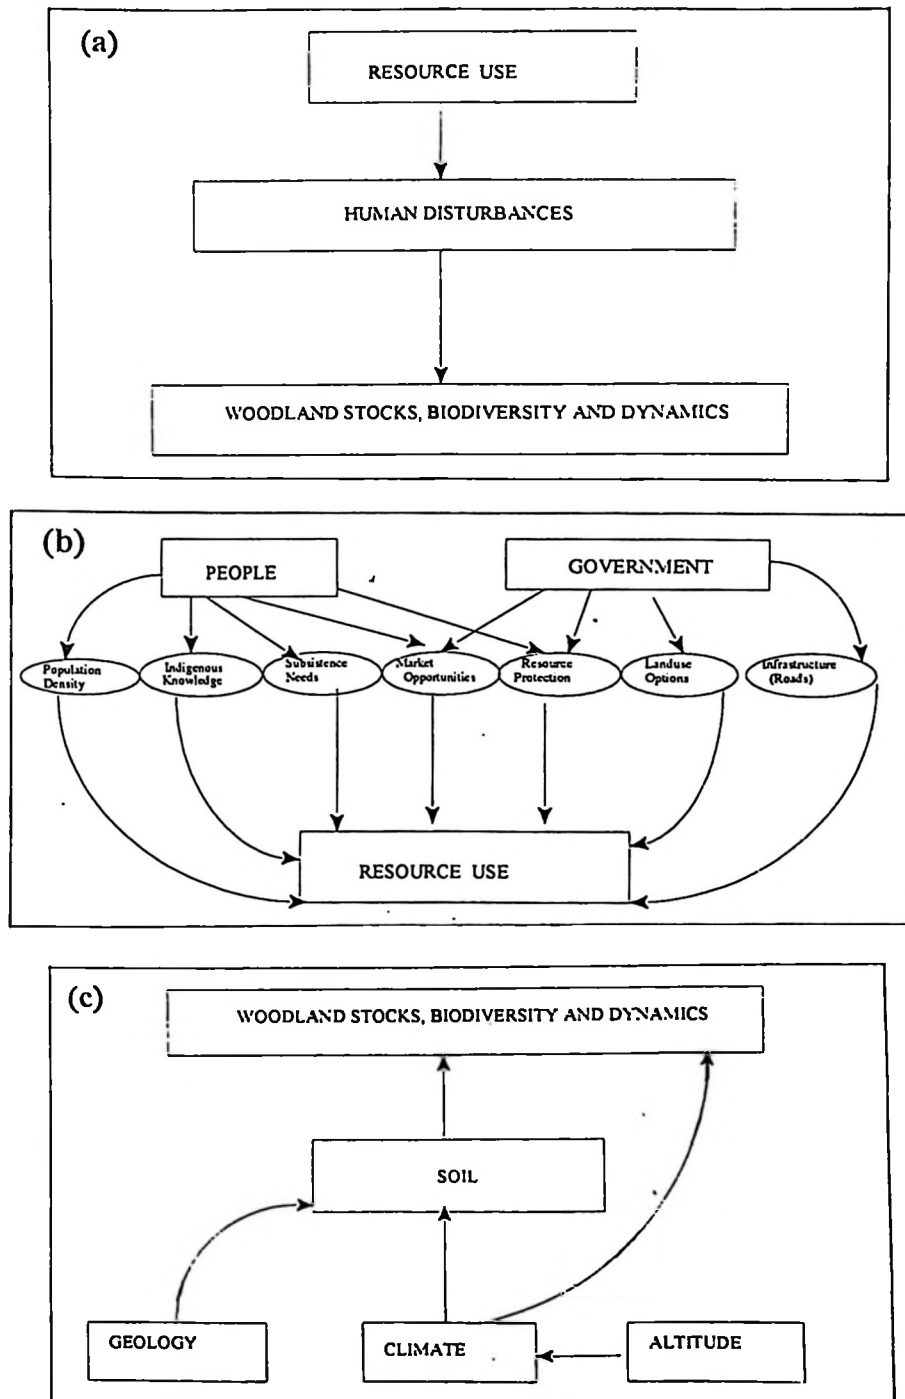 (a)
RESOURCE USE
HUMAN DISTURBANCES
WOODLAND STOCKS, BIODIVERSITY AND DYNAMICS
(b)
PEOPLE
GOVERNMENT
Population
Density
Indigenous
Knowledge
Subsistence
Needs
Market
Opportunities
Resource
Protection
Landuse
Options
Infrastructure
(Roads)
RESOURCE USE
(c)
WOODLAND STOCKS, BIODIVERSITY AND DYNAMICS
SOIL
GEOLOGY
CLIMATE
ALTITUDE